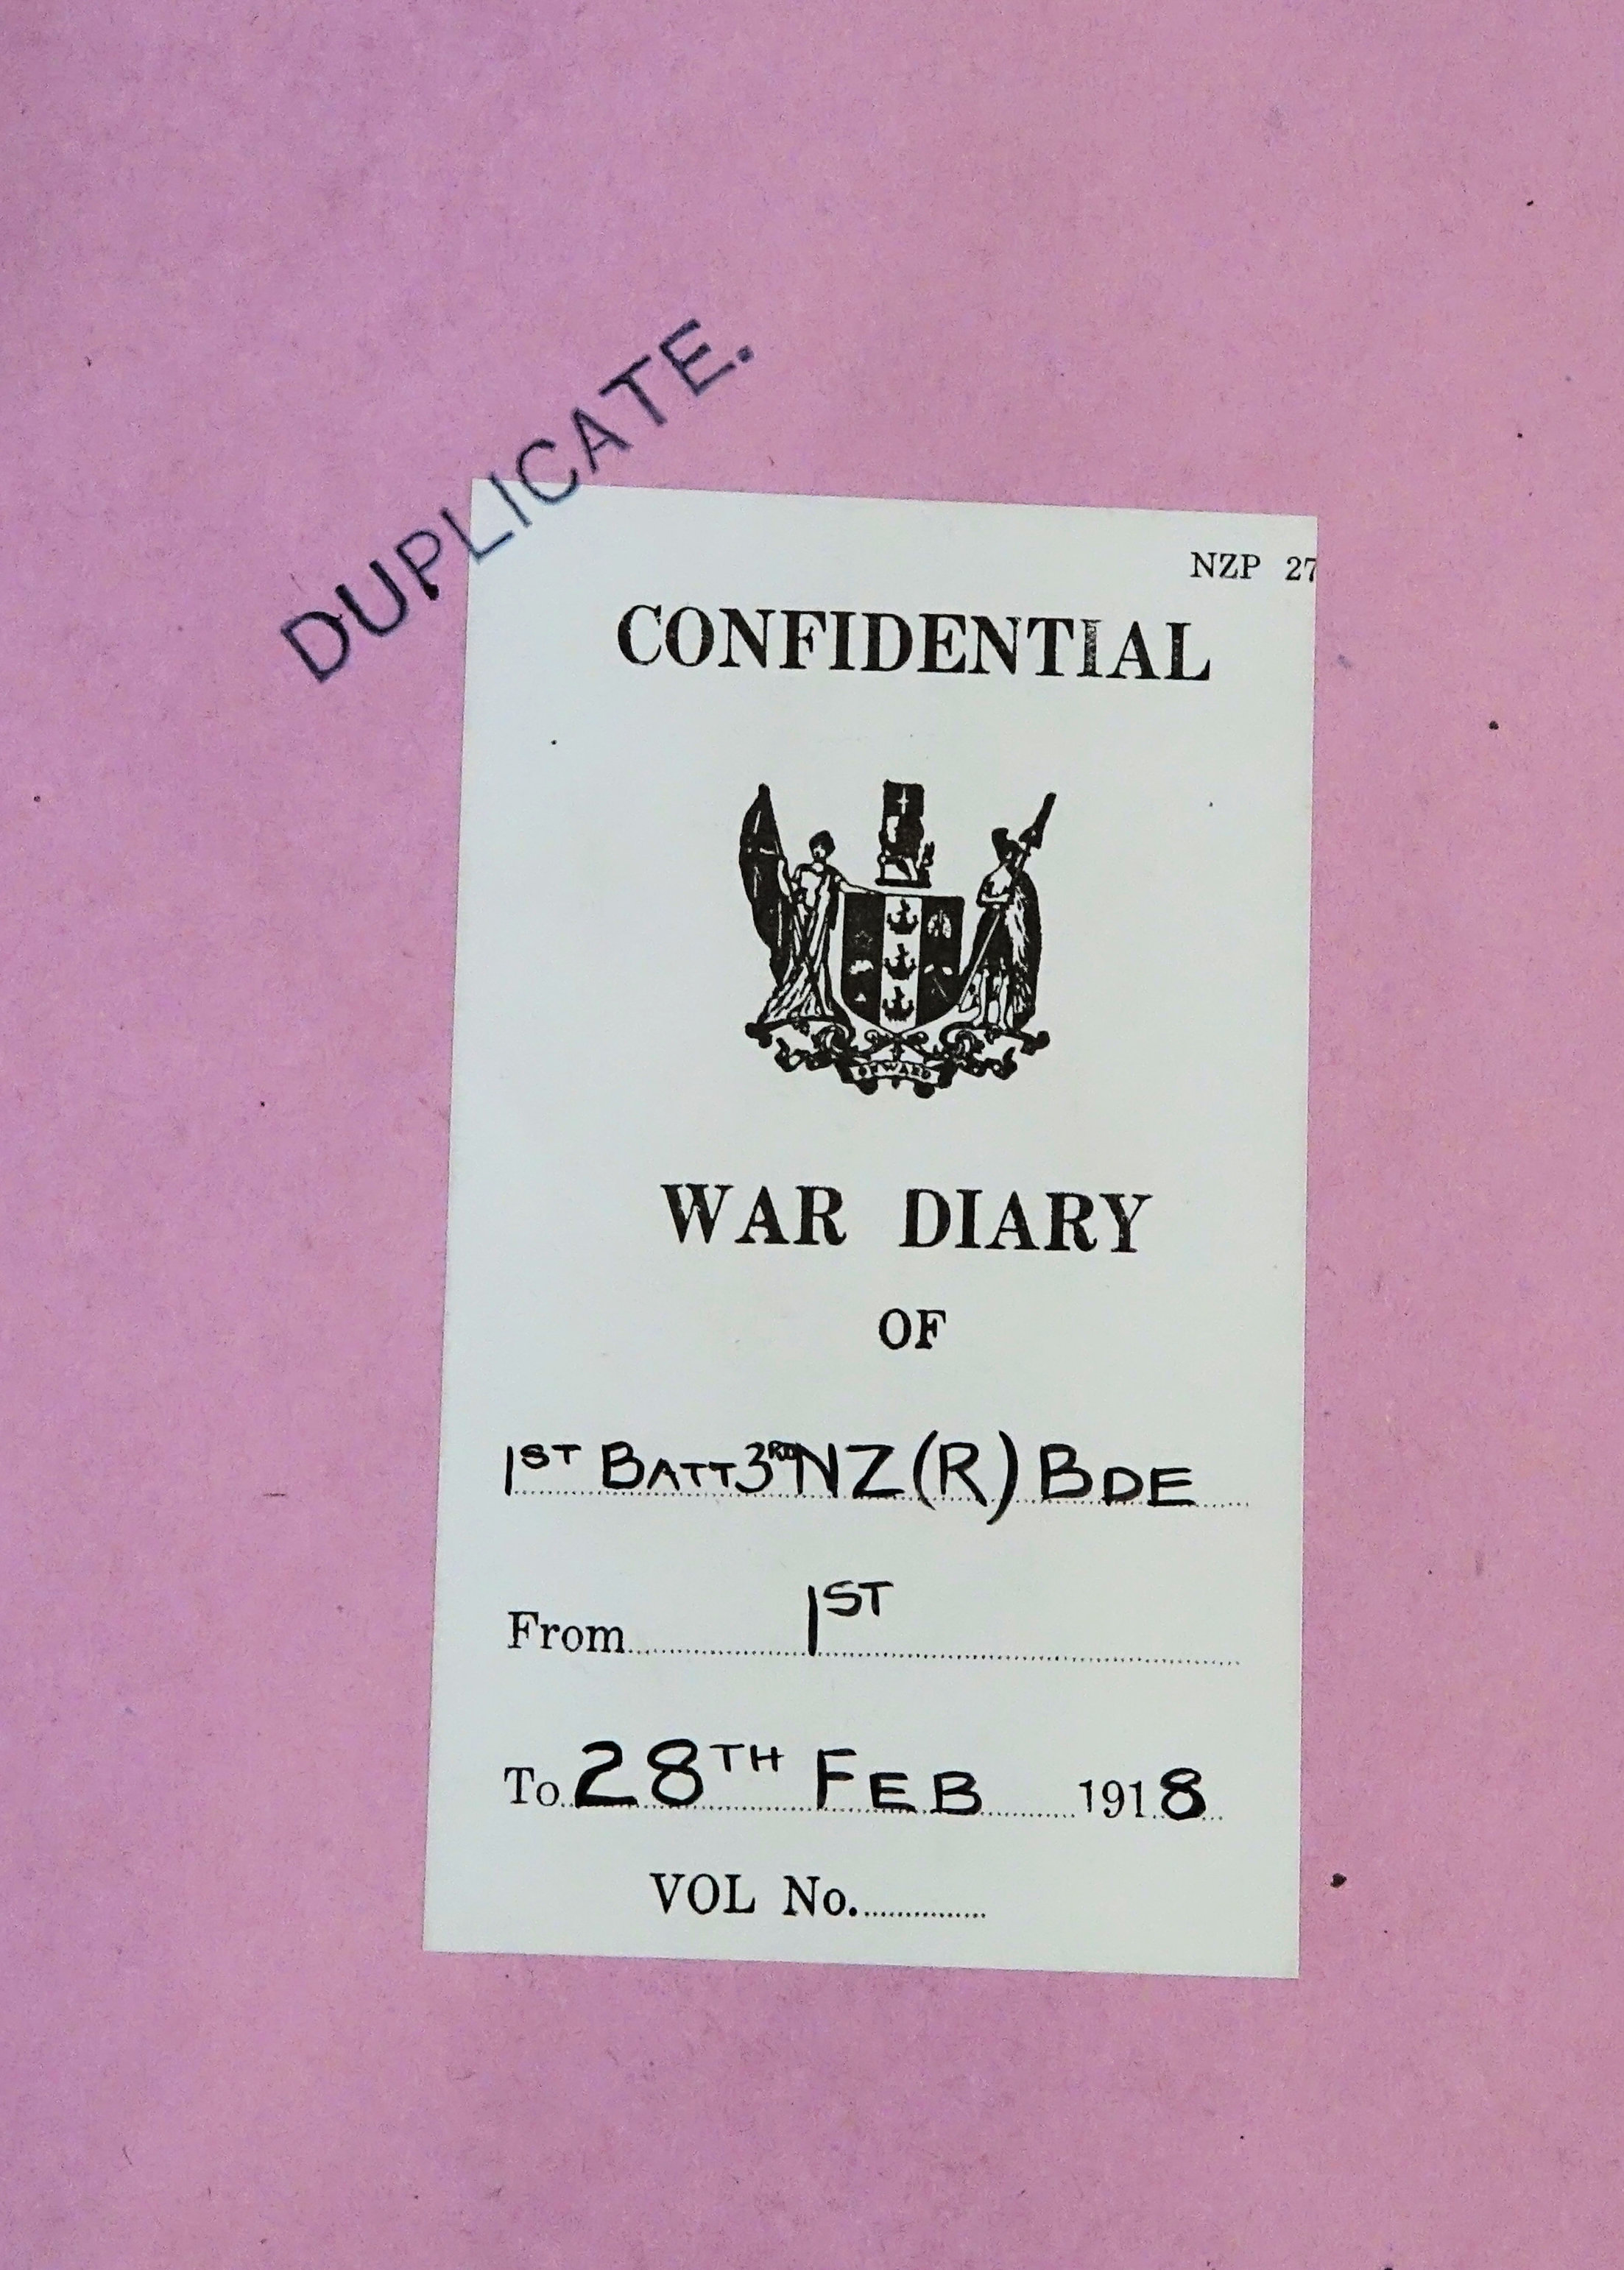 DUPLICATE.
NZP 27
CONFIDENTIAL
ONWARD
WAR DIARY
OF
1ST BATT 3RD NZ (R) BDE
From 1ST
To 28TH FEB 1918
VOL No.